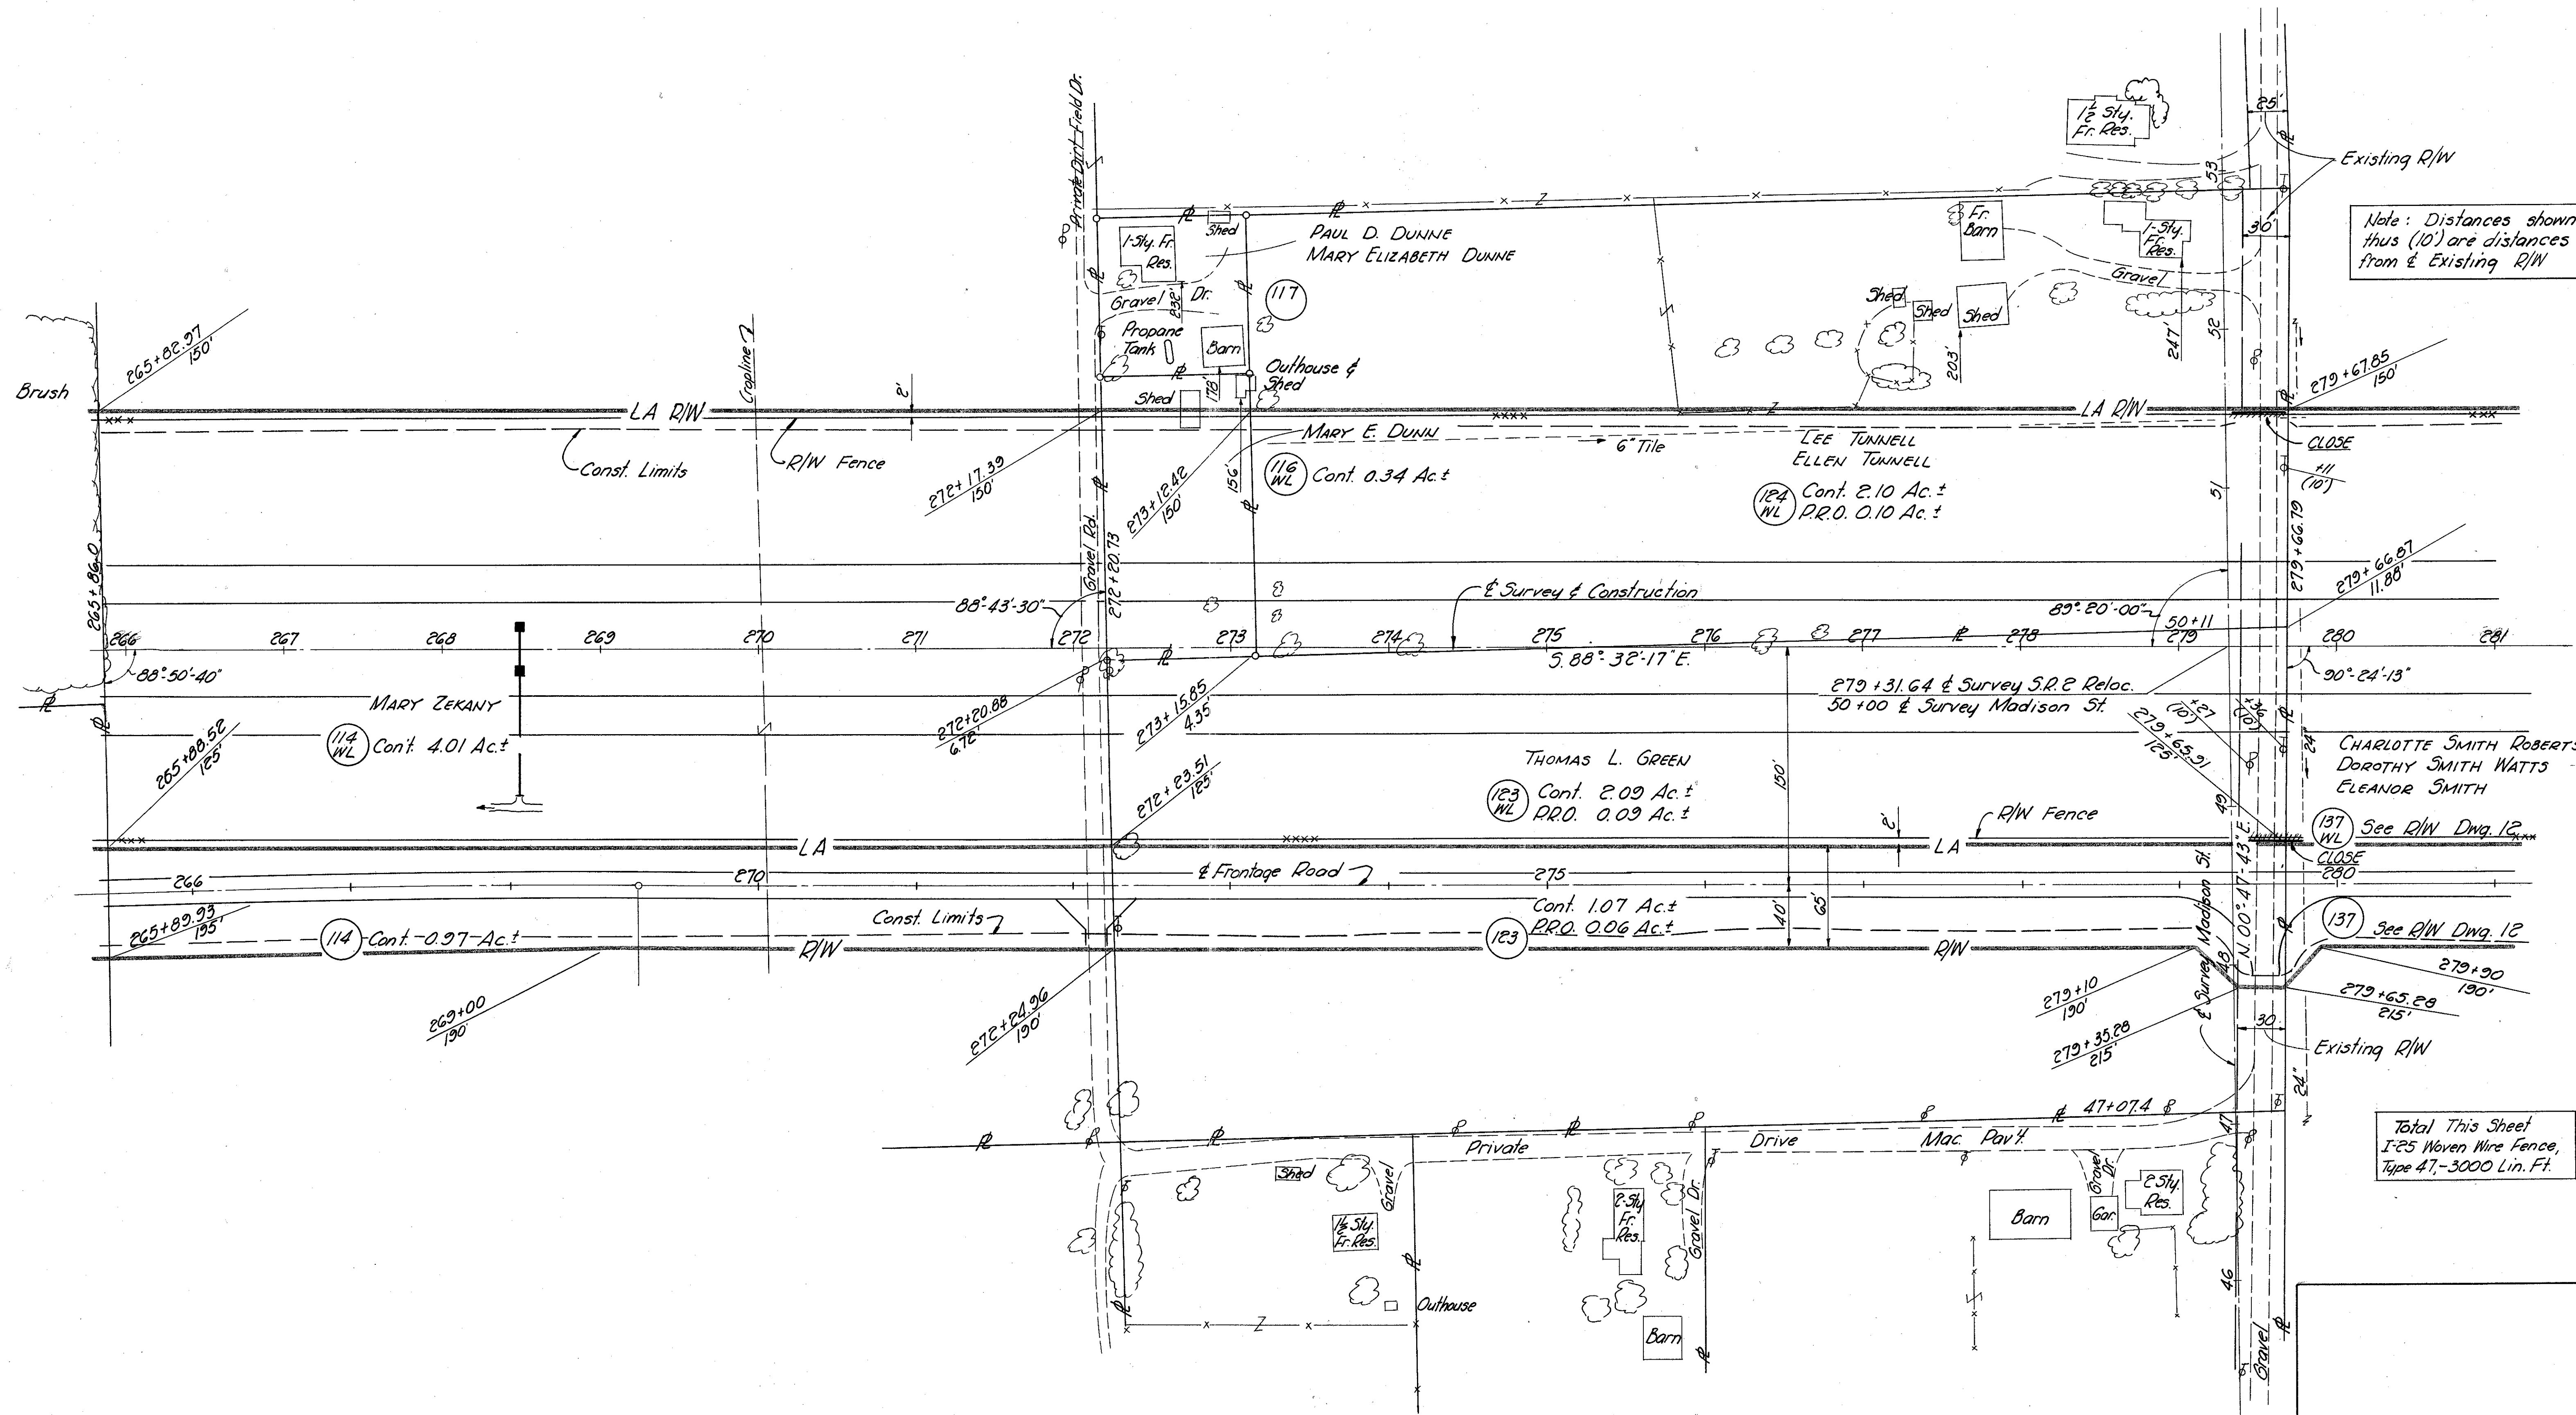 Private Dirt Field Dr.
1½ Sty.
Fr. Res.
25'
Existing R/W
53
30'
Note: Distances shown
thus (10') are distances
from ℄ Existing R/W
Shed
PAUL D. DUNNE
MARY ELIZABETH DUNNE
1-Sty. Fr.
Res.
Fr.
Barn
1-Sty.
Fr.
Res.
Gravel Dr.
232'
117
Gravel
Shed
Shed
Shed
Propane
Tank
Barn
52
247'
203'
Outhouse &
Shed
178'
Shed
Brush
265+82.97
150'
Cropline
2'
279+67.85
150'
LA R/W
LA R/W
CLOSE
Const. Limits
R/W Fence
272+17.39
150'
273+12.42
150'
156'
MARY E. DUNN
116
WL
Cont. 0.34 Ac.±
6" Tile
LEE TUNNELL
ELLEN TUNNELL
124
WL
Cont. 2.10 Ac.±
P.R.O. 0.10 Ac.±
51
+11
(10')
265+86.0
Gravel Rd.
272+20.73
279+66.79
279+66.87
11.88'
88°-43'-30"
℄ Survey & Construction
89°-20'-00"
50+11
266
267
268
269
270
271
272
273
274
275
276
277
278
279
280
281
S. 88°-32'-17" E.
88°-50'-40"
90°-24'-13"
MARY ZEKANY
114
WL
Con't. 4.01 Ac.±
265+88.52
125'
272+20.88
6.72'
273+15.85
4.35'
272+23.51
125'
279+31.64 ℄ Survey S.R. 2 Reloc.
50+00 ℄ Survey Madison St.
+27
(10')
279+65.91
125'
24"
THOMAS L. GREEN
123
WL
Cont. 2.09 Ac.±
P.R.O. 0.09 Ac.±
150'
CHARLOTTE SMITH ROBERTS
DOROTHY SMITH WATTS
ELEANOR SMITH
49
2'
R/W Fence
137
WL
See R/W Dwg. 12
CLOSE
LA
LA
266
270
℄ Frontage Road
275
280
265+89.93
195'
114
Cont. 0.97 Ac.±
Const. Limits
Cont. 1.07 Ac.±
P.R.O. 0.06 Ac.±
123
40'
65'
137
See R/W Dwg. 12
R/W
R/W
℄ Survey Madison St.
N. 00°-47'-43" E.
48
269+00
190'
272+24.96
190'
279+10
190'
279+35.28
215'
279+90
190'
279+65.28
215'
30
Existing R/W
24"
47+07.4
47
Private Drive Mac. Pav't.
Total This Sheet
I-25 Woven Wire Fence,
Type 47,-3000 Lin. Ft.
Shed
Gravel
1½ Sty.
Fr. Res.
2-Sty
Fr.
Res.
Gravel Dr.
Barn
Gravel
Dr.
Gar.
2 Sty.
Res.
46
Outhouse
Barn
Gravel